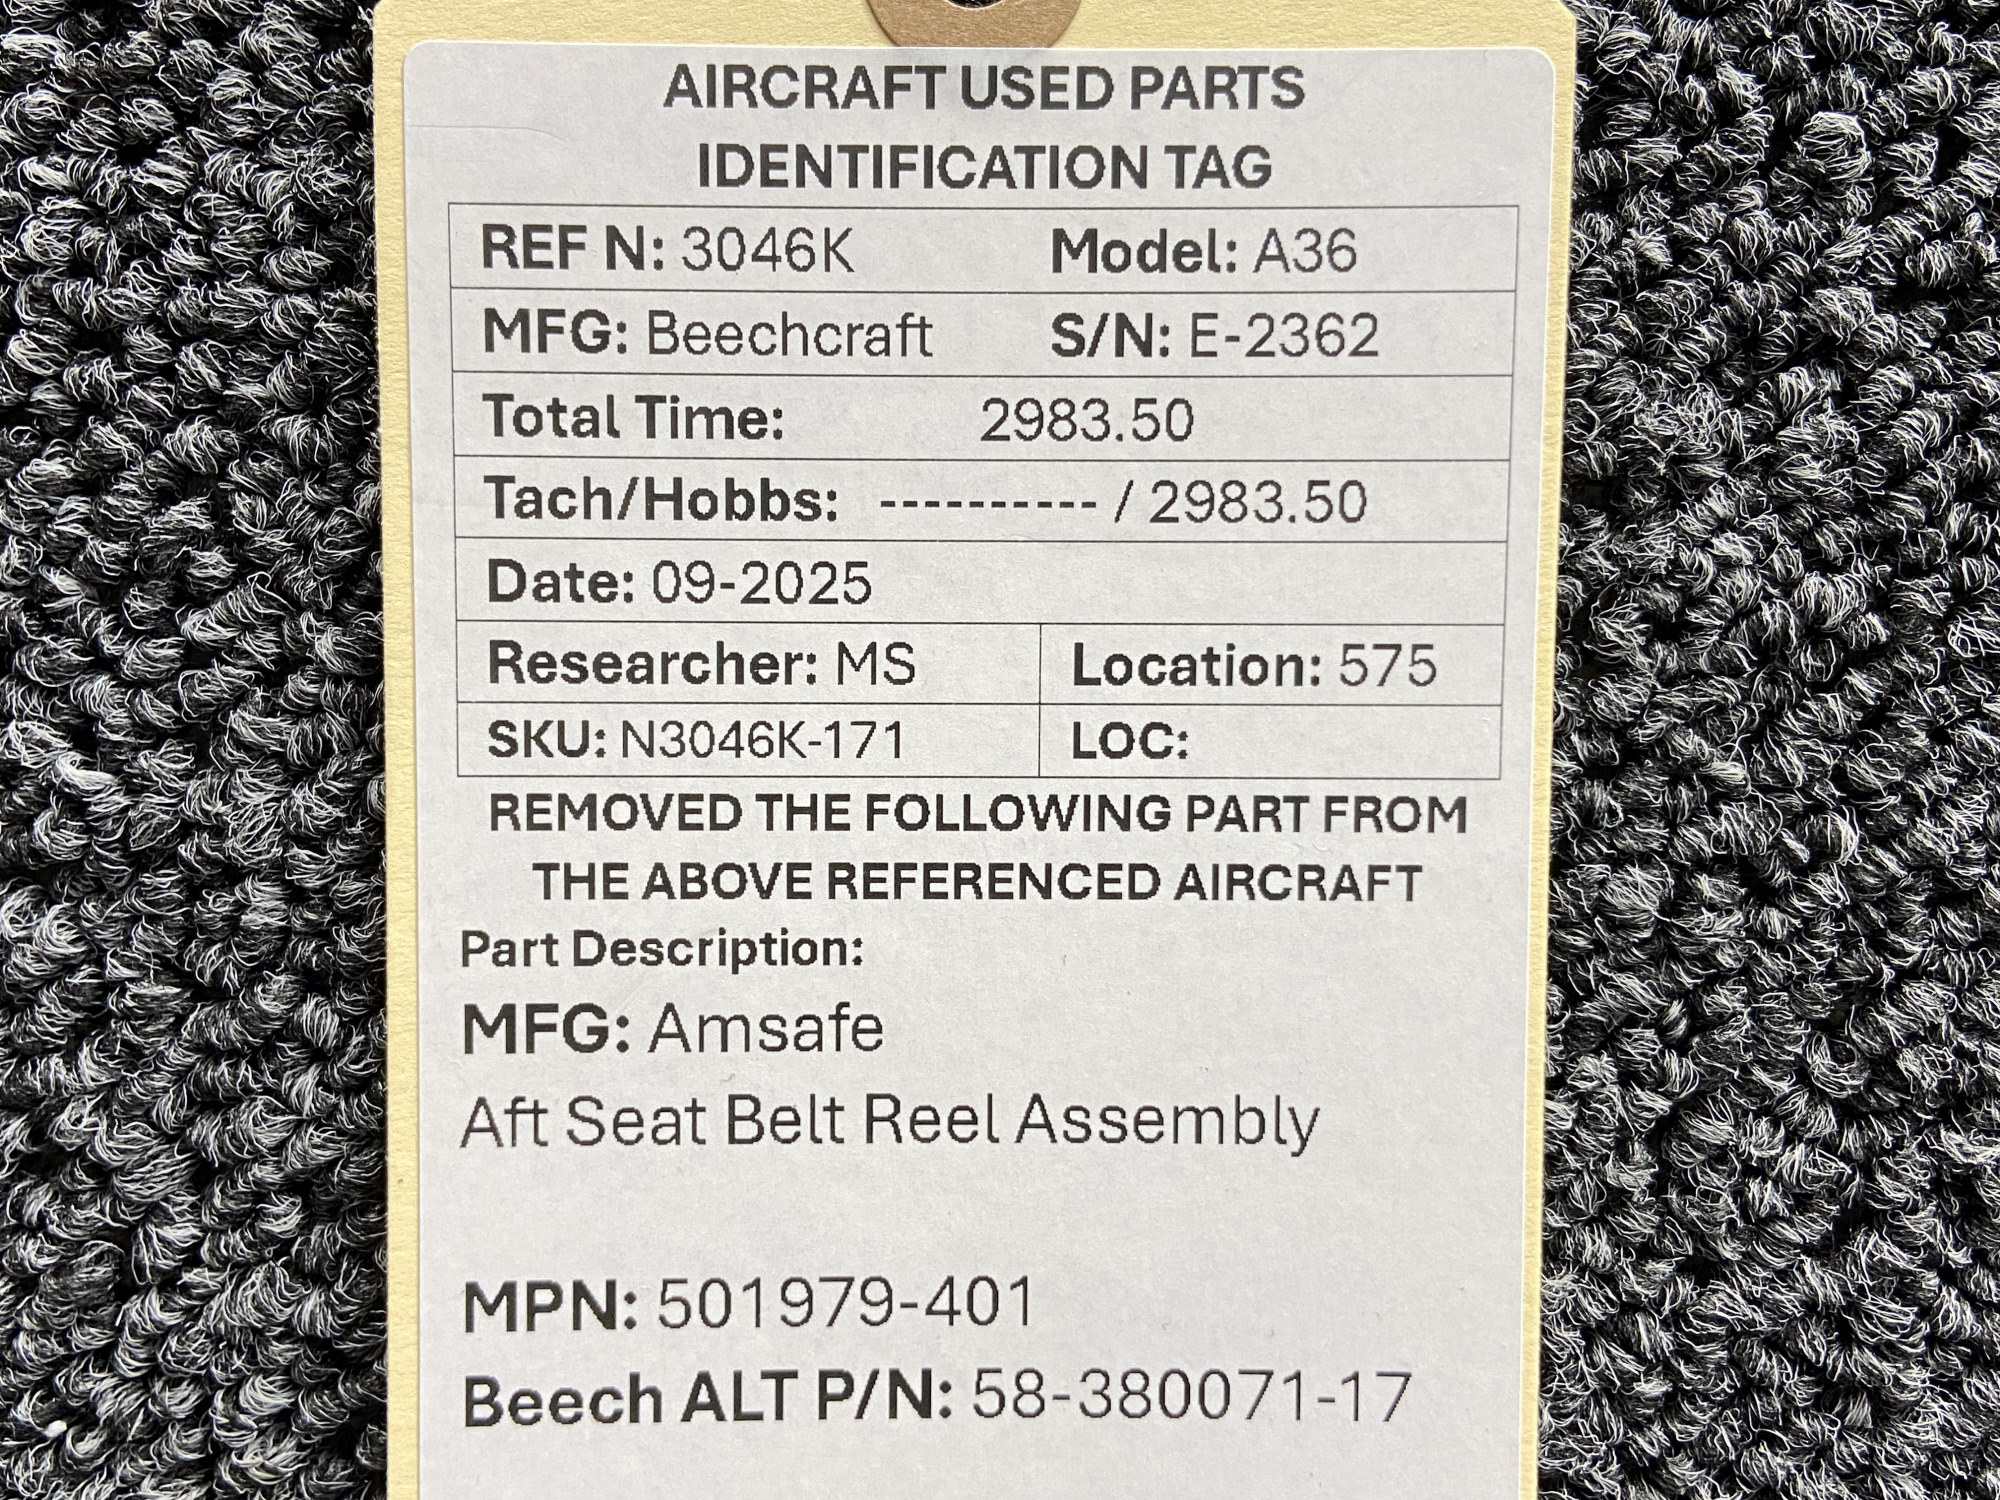 AIRCRAFT USED PARTS
IDENTIFICATION TAG
REF N: 3046K Model: A36
MFG: Beechcraft S/N: E-2362
Total Time: 2983.50
Tach/Hobbs: ---------- / 2983.50
Date: 09-2025
Researcher: MS Location: 575
SKU: N3046K-171 LOC:
REMOVED THE FOLLOWING PART FROM
THE ABOVE REFERENCED AIRCRAFT
Part Description:
MFG: Amsafe
Aft Seat Belt Reel Assembly
MPN: 501979-401
Beech ALT P/N: 58-380071-17